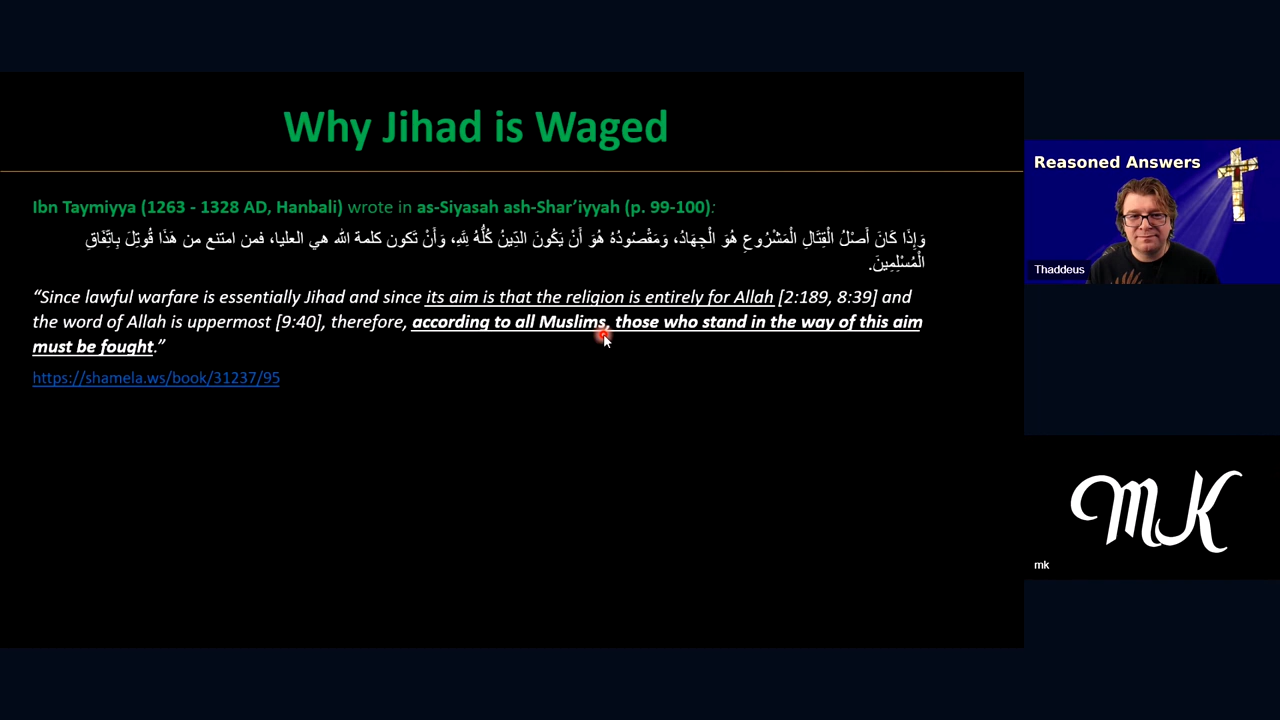 Why Jihad is Waged
Ibn Taymiyya (1263 - 1328 AD, Hanbali) wrote in as-Siyasah ash-Shar’iyyah (p. 99-100):
وَإِذَا كَانَ أَصْلُ الْقِتَالِ الْمَشْرُوعِ هُوَ الْجِهَادُ، وَمَقْصُودُهُ هُوَ أَنْ يَكُونَ الدِّينُ كُلُّهُ لِلَّهِ، وَأَنْ تَكون كلمة الله هي العليا، فمن امتنع من هَذَا قُوتِلَ بِاتِّفَاقِ
الْمُسْلِمِينَ.
“Since lawful warfare is essentially Jihad and since its aim is that the religion is entirely for Allah [2:189, 8:39] and
the word of Allah is uppermost [9:40], therefore, according to all Muslims, those who stand in the way of this aim
must be fought.”
https://shamela.ws/book/31237/95
Reasoned Answers
Thaddeus
MK
mk